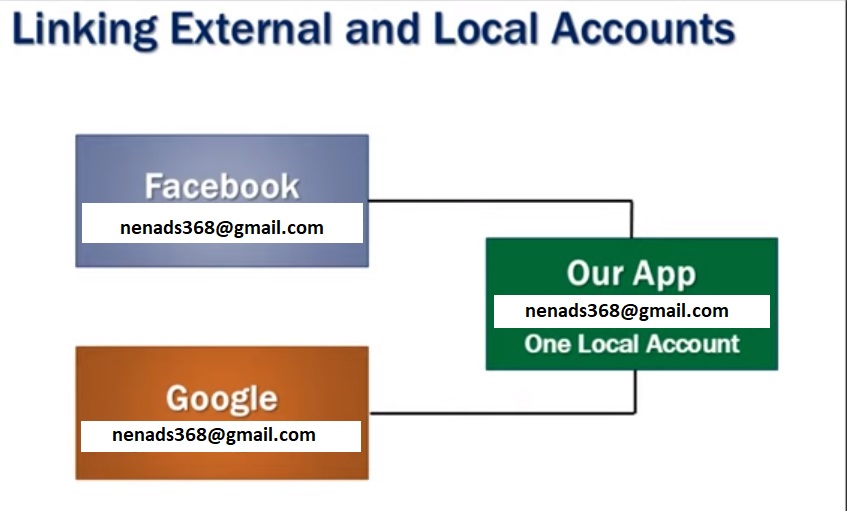 Linking External and Local Accounts
Facebook
nenads368@gmail.com
Our App
nenads368@gmail.com
One Local Account
Google
nenads368@gmail.com